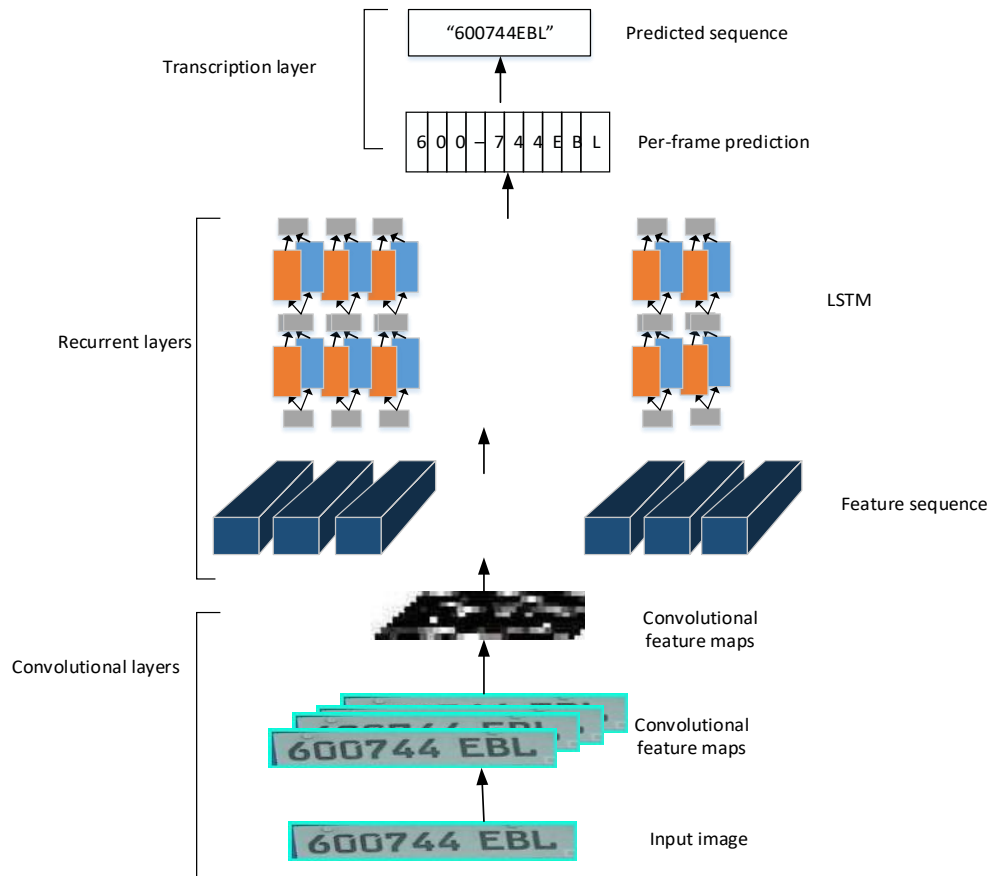 “600744EBL”
Predicted sequence
Transcription layer
6 0 0 – 7 4 4 E B L
Per-frame prediction
LSTM
Recurrent layers
Feature sequence
Convolutional
feature maps
Convolutional layers
Convolutional
feature maps
600744 EBL
600744 EBL
Input image